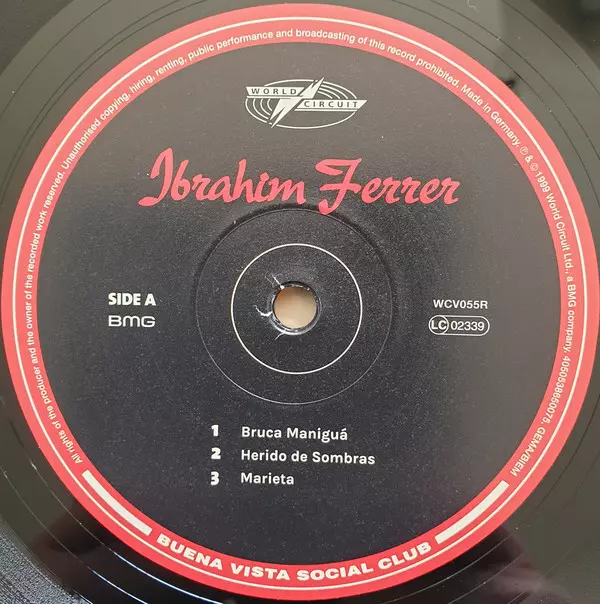 All rights of the producer and the owner of the recorded work reserved. Unauthorised copying, hiring, renting, public performance and broadcasting of this record prohibited. Made in Germany. ℗ & © 1999 World Circuit Ltd., a BMG company. 4050538650075. GEMA/BIEM
WORLD
CIRCUIT
Ibrahim Ferrer
SIDE A
BMG
WCV055R
LC 02339
1 Bruca Maniguá
2 Herido de Sombras
3 Marieta
BUENA VISTA SOCIAL CLUB